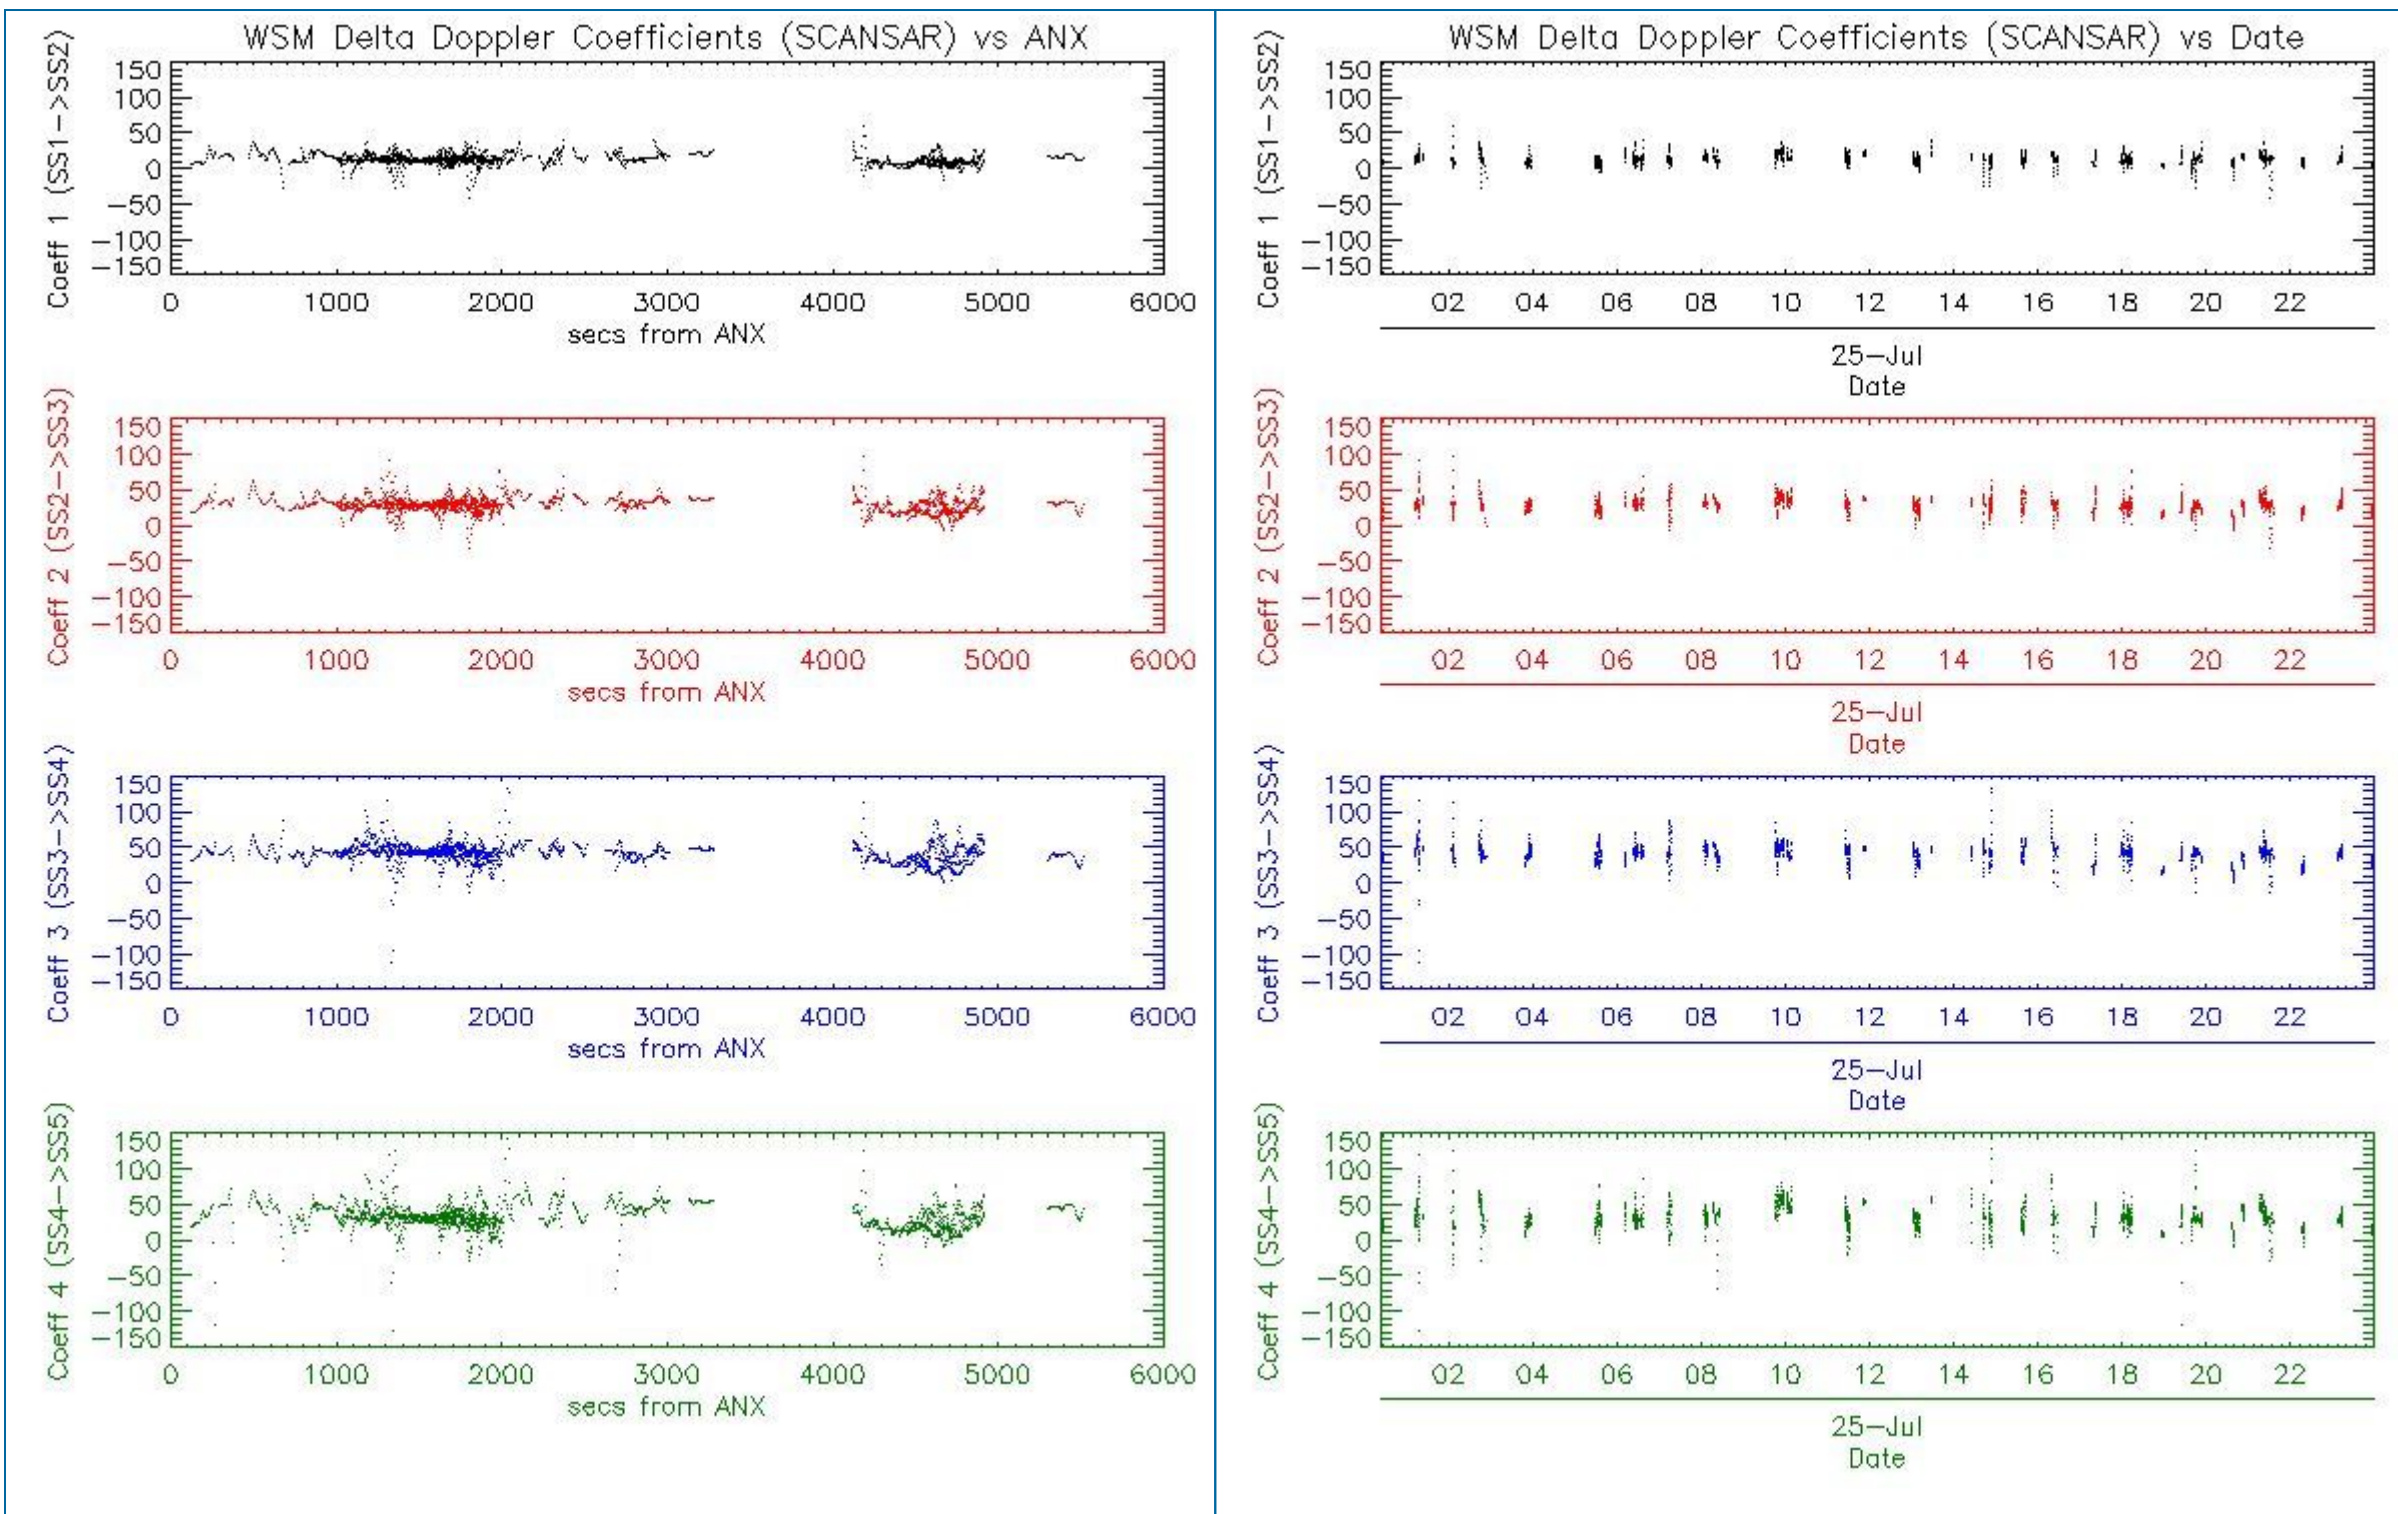 WSM Delta Doppler Coefficients (SCANSAR) vs ANX
Coeff 1 (SS1->SS2)
150
100
50
0
-50
-100
-150
0 1000 2000 3000 4000 5000 6000
secs from ANX
Coeff 2 (SS2->SS3)
150
100
50
0
-50
-100
-150
0 1000 2000 3000 4000 5000 6000
secs from ANX
Coeff 3 (SS3->SS4)
150
100
50
0
-50
-100
-150
0 1000 2000 3000 4000 5000 6000
secs from ANX
Coeff 4 (SS4->SS5)
150
100
50
0
-50
-100
-150
0 1000 2000 3000 4000 5000 6000
secs from ANX
WSM Delta Doppler Coefficients (SCANSAR) vs Date
Coeff 1 (SS1->SS2)
150
100
50
0
-50
-100
-150
02 04 06 08 10 12 14 16 18 20 22
25-Jul
Date
Coeff 2 (SS2->SS3)
150
100
50
0
-50
-100
-150
02 04 06 08 10 12 14 16 18 20 22
25-Jul
Date
Coeff 3 (SS3->SS4)
150
100
50
0
-50
-100
-150
02 04 06 08 10 12 14 16 18 20 22
25-Jul
Date
Coeff 4 (SS4->SS5)
150
100
50
0
-50
-100
-150
02 04 06 08 10 12 14 16 18 20 22
25-Jul
Date